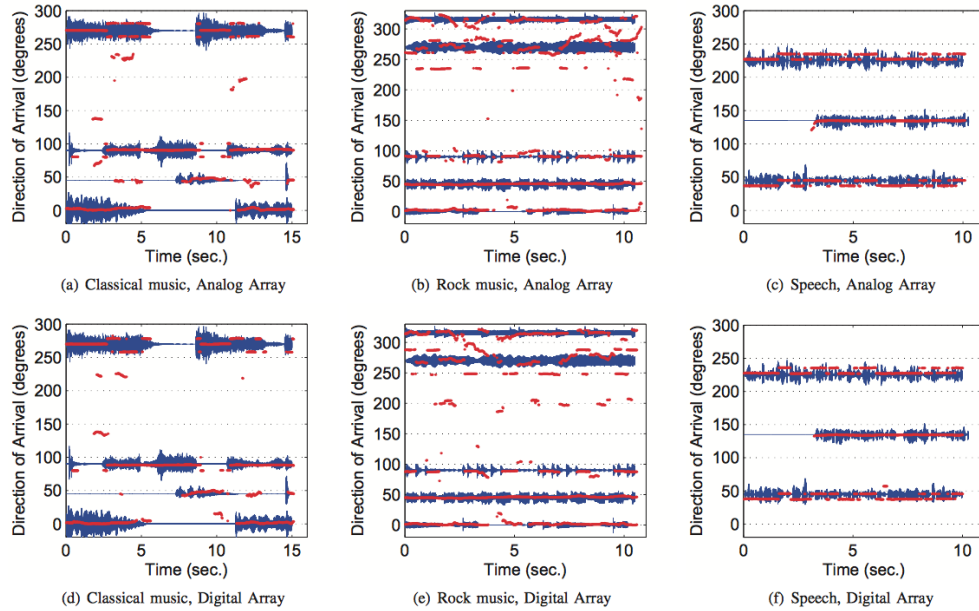 300
250
200
150
100
50
0
Direction of Arrival (degrees)
0 5 10 15
Time (sec.)
(a) Classical music, Analog Array
300
250
200
150
100
50
0
Direction of Arrival (degrees)
0 5 10
Time (sec.)
(b) Rock music, Analog Array
300
250
200
150
100
50
0
Direction of Arrival (degrees)
0 5 10
Time (sec.)
(c) Speech, Analog Array
300
250
200
150
100
50
0
Direction of Arrival (degrees)
0 5 10 15
Time (sec.)
(d) Classical music, Digital Array
300
250
200
150
100
50
0
Direction of Arrival (degrees)
0 5 10
Time (sec.)
(e) Rock music, Digital Array
300
250
200
150
100
50
0
Direction of Arrival (degrees)
0 5 10
Time (sec.)
(f) Speech, Digital Array